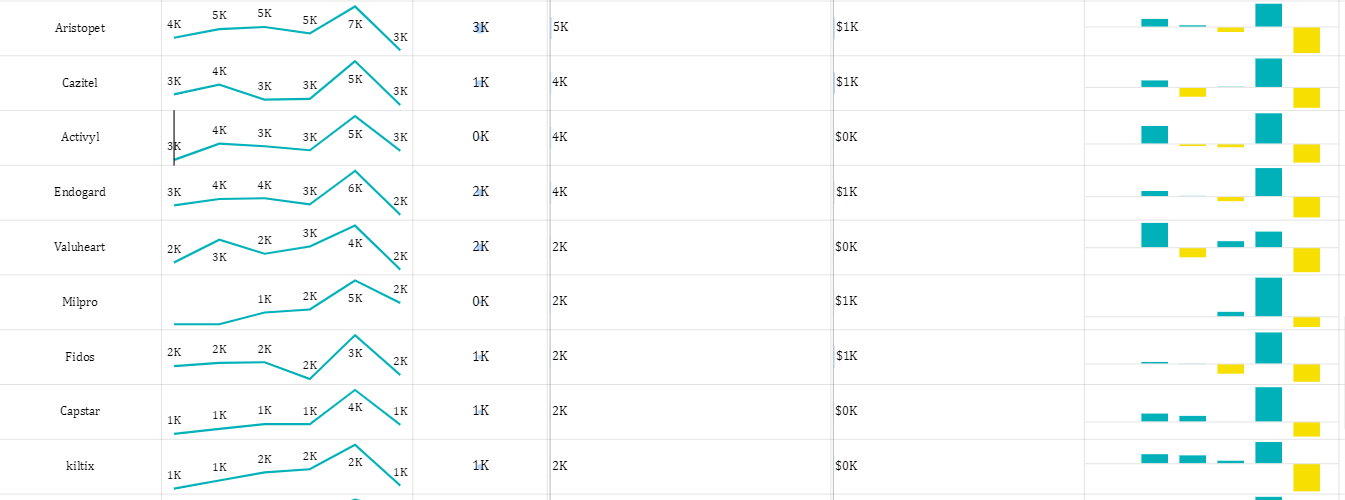 Aristopet 4K 5K 5K 5K 7K 3K 3K 5K $1K
Cazitel 3K 4K 3K 3K 5K 3K 1K 4K $1K
Activyl 3K 4K 3K 3K 5K 3K 0K 4K $0K
Endogard 3K 4K 4K 3K 6K 2K 2K 4K $1K
Valuheart 2K 3K 2K 3K 4K 2K 2K 2K $0K
Milpro 1K 2K 5K 2K 0K 2K $1K
Fidos 2K 2K 2K 2K 3K 2K 1K 2K $1K
Capstar 1K 1K 1K 1K 4K 1K 1K 2K $0K
kiltix 1K 1K 2K 2K 2K 1K 1K 2K $0K